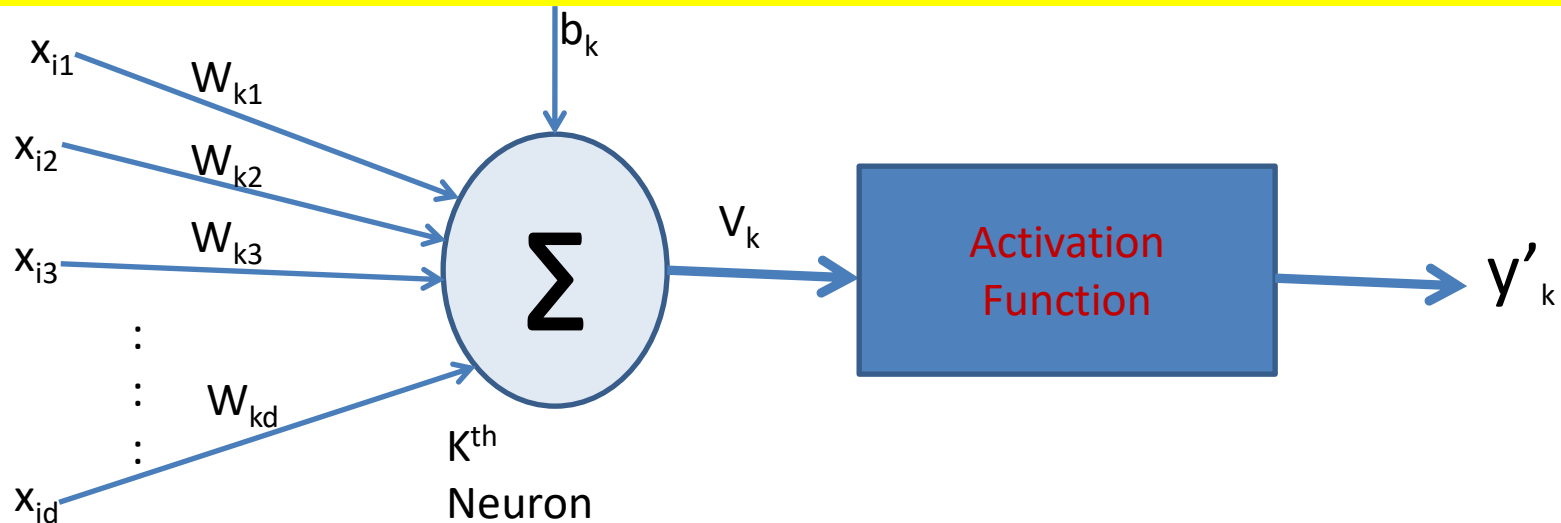 b_k
x_i1
W_k1
x_i2
W_k2
x_i3
W_k3
Σ
V_k
Activation
Function
y’_k
:
:
:
W_kd
x_id
K^th
Neuron